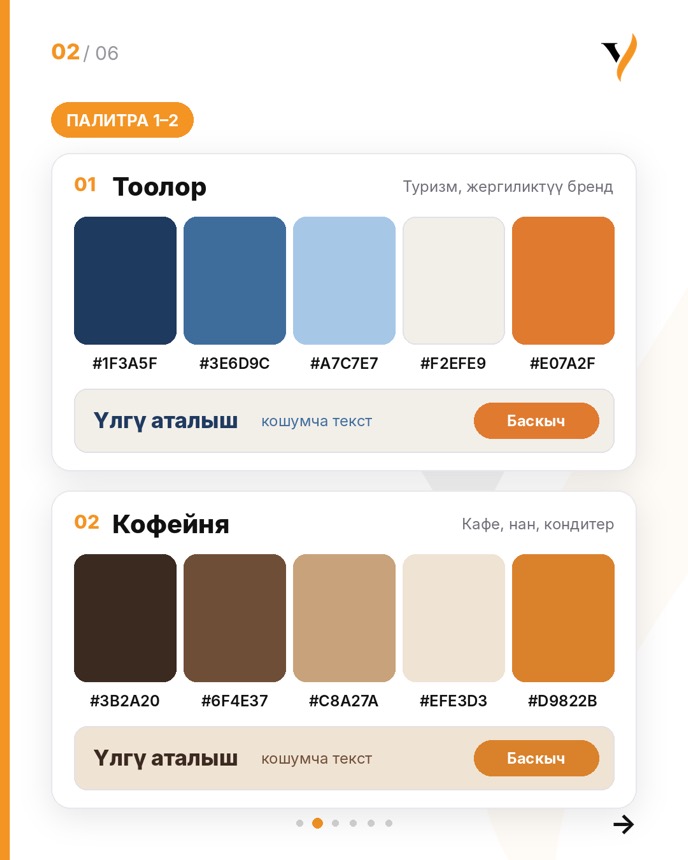 02 / 06
ПАЛИТРА 1–2
01 Тоолор Туризм, жергиликтүү бренд
#1F3A5F #3E6D9C #A7C7E7 #F2EFE9 #E07A2F
Үлгү аталыш кошумча текст Баскыч
02 Кофейня Кафе, нан, кондитер
#3B2A20 #6F4E37 #C8A27A #EFE3D3 #D9822B
Үлгү аталыш кошумча текст Баскыч